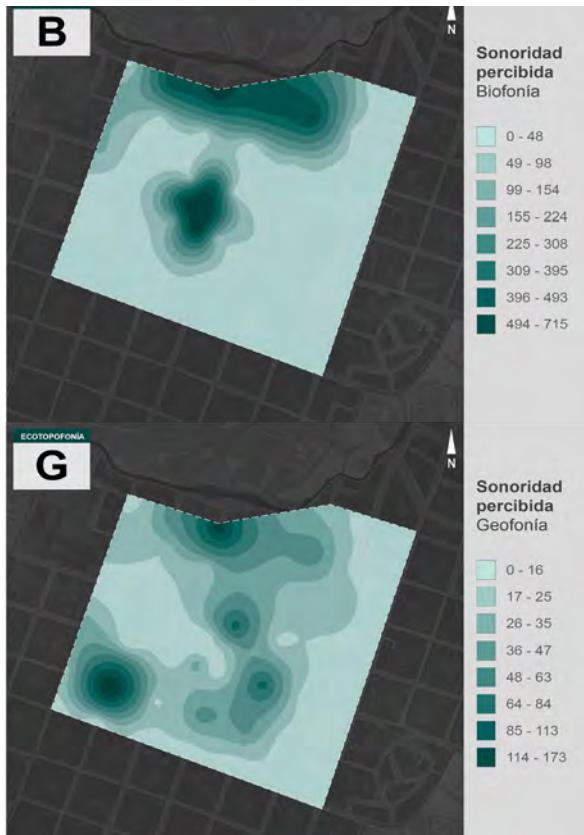 B
N
Sonoridad
percibida
Biofonía
0 - 48
49 - 98
99 - 154
155 - 224
225 - 308
309 - 395
396 - 493
494 - 715
ECOTOPOFONÍA
G
N
Sonoridad
percibida
Geofonía
0 - 16
17 - 25
26 - 35
36 - 47
48 - 63
64 - 84
85 - 113
114 - 173